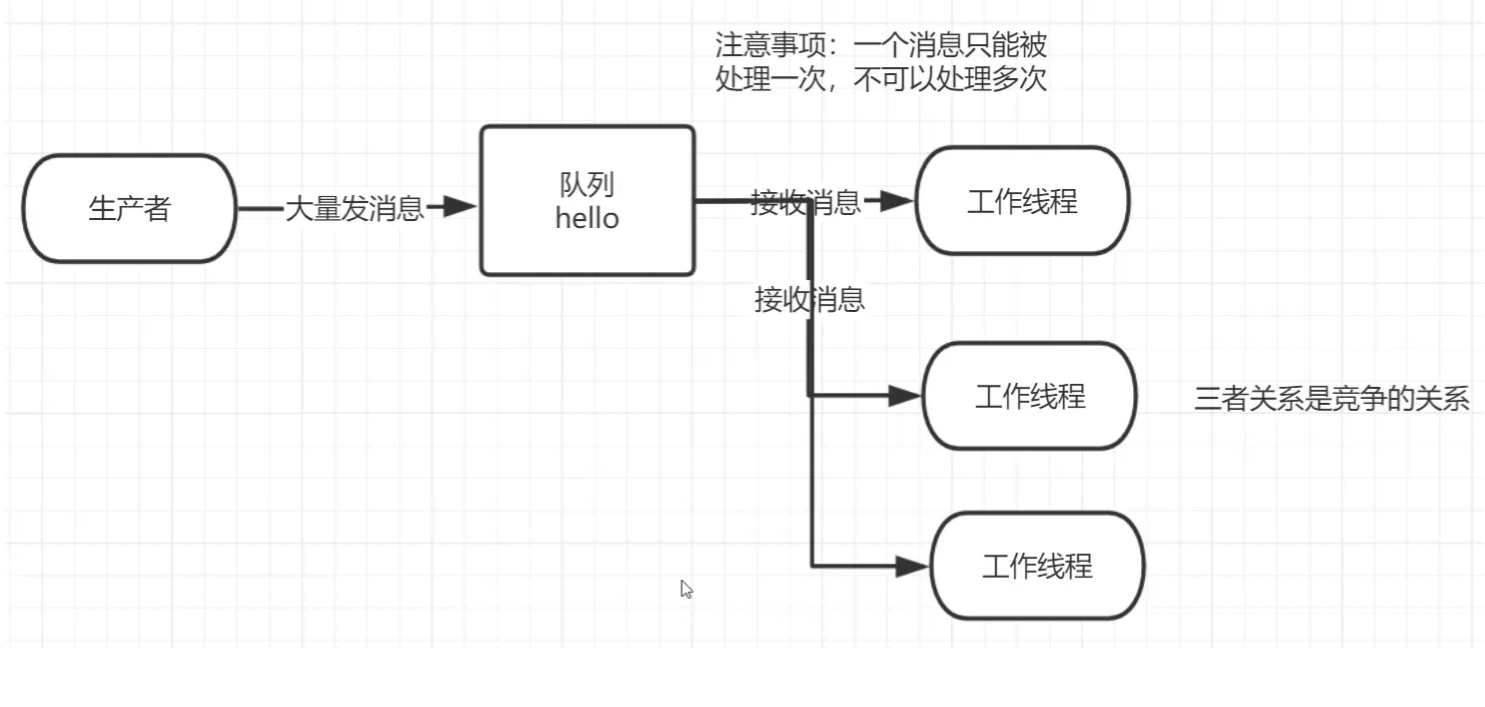 注意事项：一个消息只能被
处理一次，不可以处理多次
生产者
大量发消息
队列
hello
接收消息
工作线程
接收消息
工作线程
三者关系是竞争的关系
工作线程